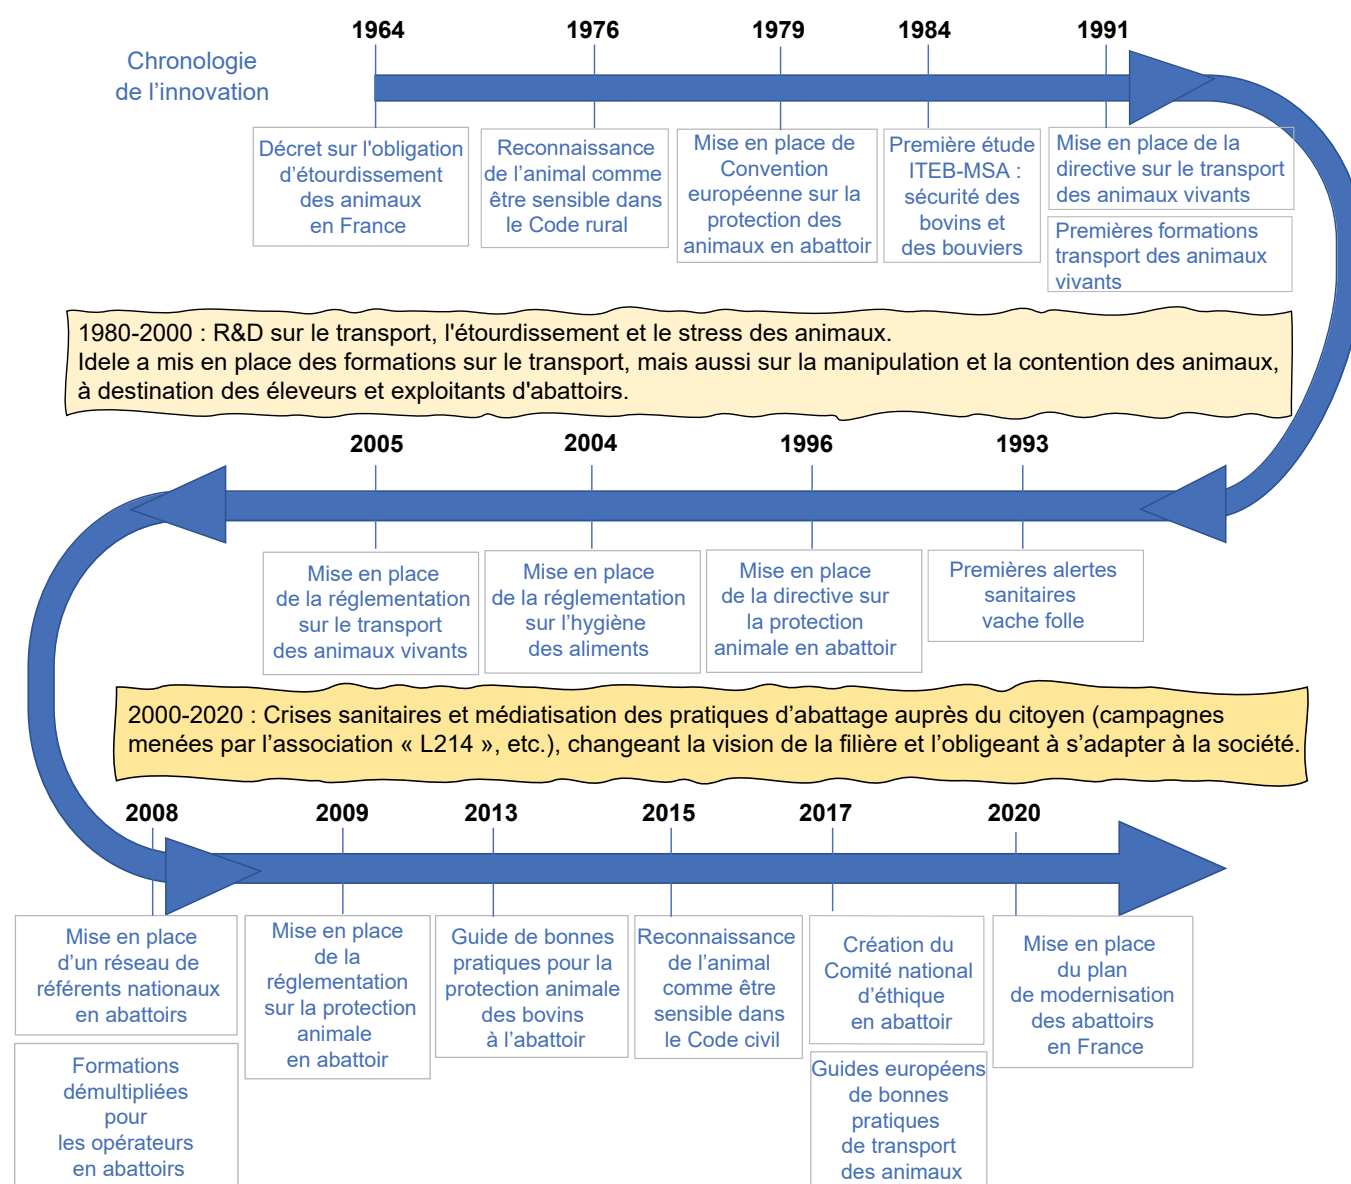 Chronologie
de l'innovation
1964
1976
1979
1984
1991
Décret sur l'obligation
d'étourdissement
des animaux
en France
Reconnaissance
de l'animal comme
être sensible dans
le Code rural
Mise en place de
Convention
européenne sur la
protection des
animaux en abattoir
Première étude
ITEB-MSA :
sécurité des
bovins et
des bouviers
Mise en place de la
directive sur le transport
des animaux vivants
Premières formations
transport des animaux
vivants
1980-2000 : R&D sur le transport, l'étourdissement et le stress des animaux.
Idele a mis en place des formations sur le transport, mais aussi sur la manipulation et la contention des animaux,
à destination des éleveurs et exploitants d'abattoirs.
2005
2004
1996
1993
Mise en place
de la réglementation
sur le transport
des animaux vivants
Mise en place
de la réglementation
sur l'hygiène
des aliments
Mise en place
de la directive sur
la protection
animale en abattoir
Premières alertes
sanitaires
vache folle
2000-2020 : Crises sanitaires et médiatisation des pratiques d'abattage auprès du citoyen (campagnes
menées par l'association « L214 », etc.), changeant la vision de la filière et l'obligeant à s'adapter à la société.
2008
2009
2013
2015
2017
2020
Mise en place
d'un réseau de
référents nationaux
en abattoirs
Formations
démultipliées
pour
les opérateurs
en abattoirs
Mise en place
de la
réglementation
sur la protection
animale
en abattoir
Guide de bonnes
pratiques pour la
protection animale
des bovins
à l'abattoir
Reconnaissance
de l'animal
comme être
sensible dans
le Code civil
Création du
Comité national
d'éthique
en abattoir
Guides européens
de bonnes
pratiques
de transport
des animaux
Mise en place
du plan
de modernisation
des abattoirs
en France